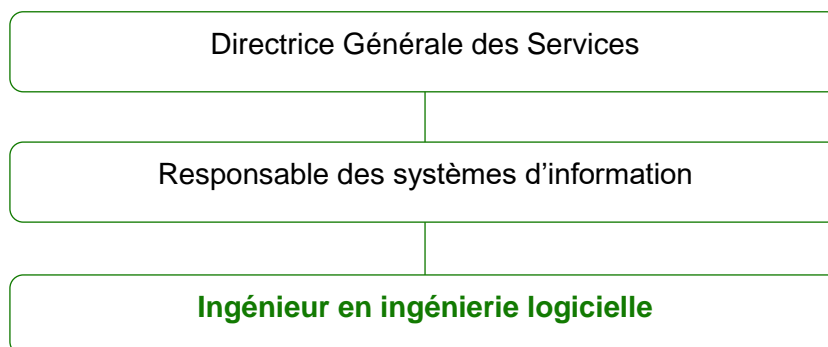 Directrice Générale des Services
Responsable des systèmes d’information
Ingénieur en ingénierie logicielle